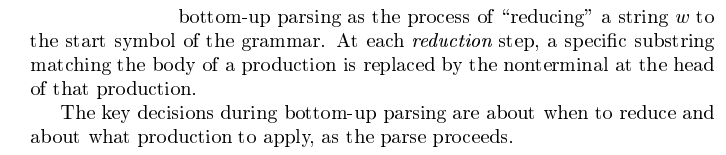 bottom-up parsing as the process of “reducing” a string w to
the start symbol of the grammar. At each reduction step, a specific substring
matching the body of a production is replaced by the nonterminal at the head
of that production.
The key decisions during bottom-up parsing are about when to reduce and
about what production to apply, as the parse proceeds.